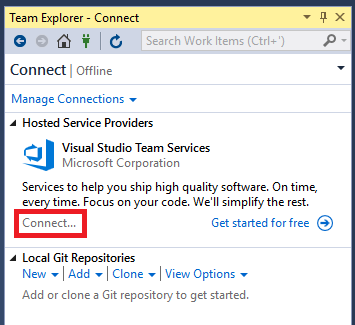 Team Explorer - Connect
Search Work Items (Ctrl+')
Connect | Offline
Manage Connections
Hosted Service Providers
Visual Studio Team Services
Microsoft Corporation
Services to help you ship high quality software. On time,
every time. Focus on your code. We'll simplify the rest.
Connect... Get started for free
Local Git Repositories
New | Add | Clone | View Options
Add or clone a Git repository to get started.